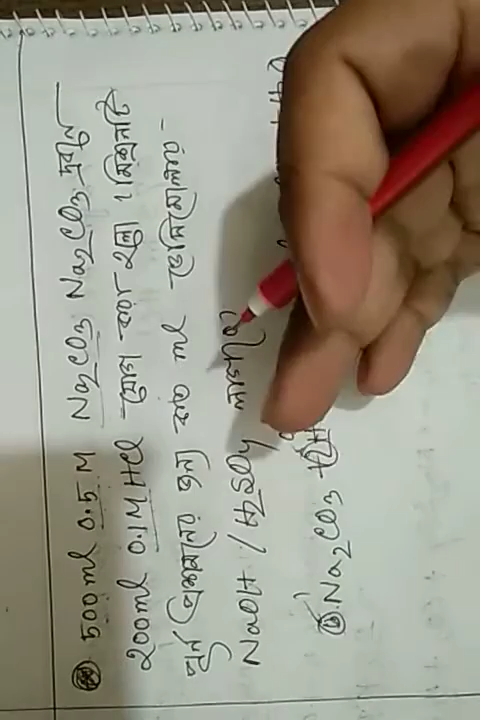 500ml 0.5 M Na2CO3 Na2CO3 দ্রবণে
200ml 0.1M HCl যোগ করা হলো। মিশ্রণটি
পূর্ণ প্রশমনের জন্য কত ml ডেসিমোলার-
NaOH / H2SO4 লাগবে
Na2CO3 +